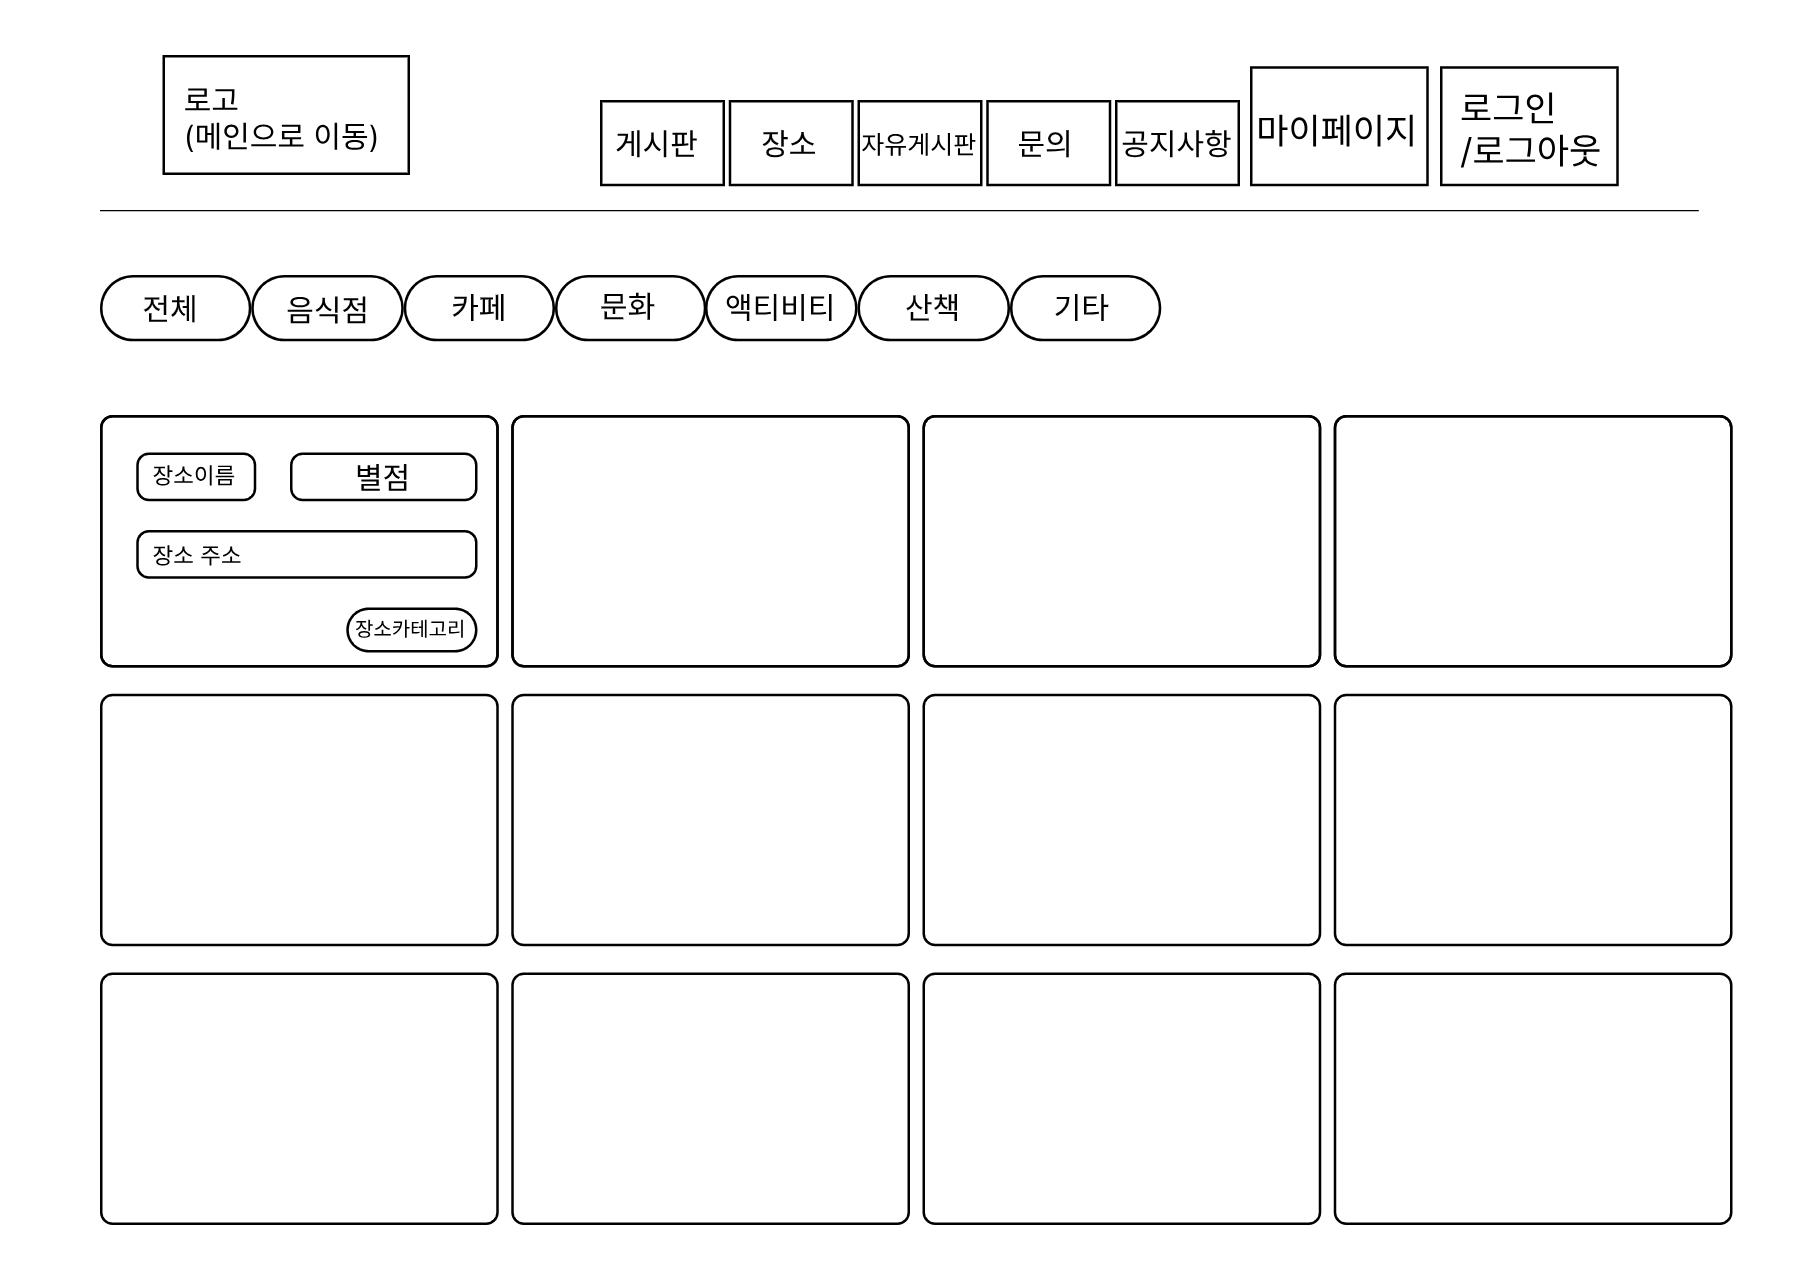 로고
(메인으로 이동)
게시판
장소
자유게시판
문의
공지사항
마이페이지
로그인
/로그아웃
전체
음식점
카페
문화
액티비티
산책
기타
장소이름
별점
장소 주소
장소카테고리